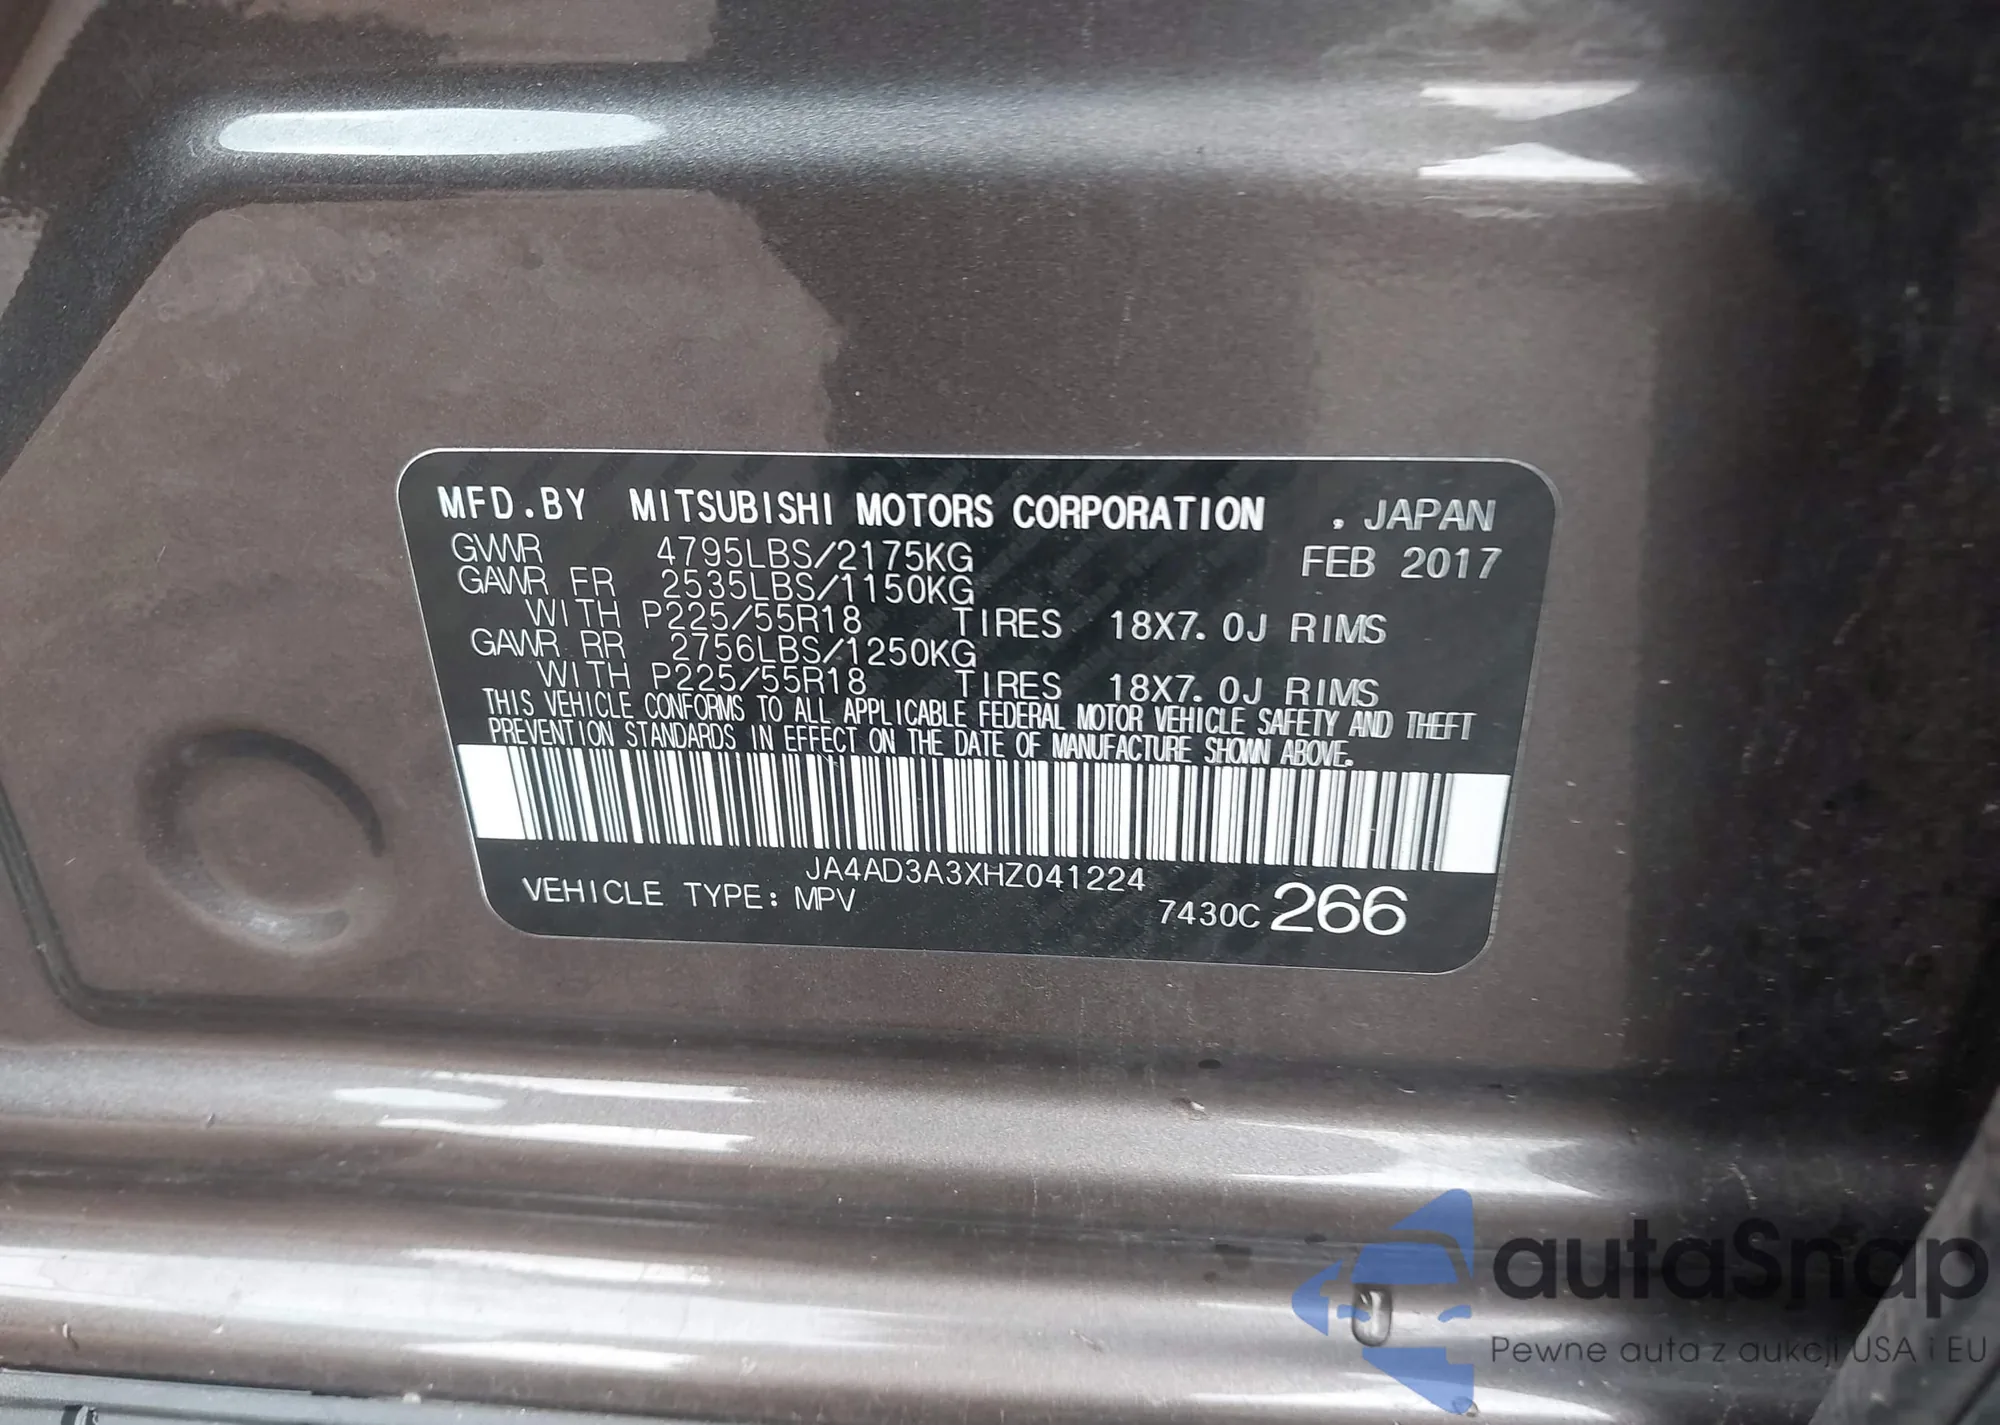 MFD.BY MITSUBISHI MOTORS CORPORATION , JAPAN
GVWR 4795LBS/2175KG FEB 2017
GAWR FR 2535LBS/1150KG
WITH P225/55R18 TIRES 18X7.0J RIMS
GAWR RR 2756LBS/1250KG
WITH P225/55R18 TIRES 18X7.0J RIMS
THIS VEHICLE CONFORMS TO ALL APPLICABLE FEDERAL MOTOR VEHICLE SAFETY AND THEFT
PREVENTION STANDARDS IN EFFECT ON THE DATE OF MANUFACTURE SHOWN ABOVE.
JA4AD3A3XHZ041224
VEHICLE TYPE: MPV 7430C 266
autaSnap
Pewne auta z aukcji USA i EU